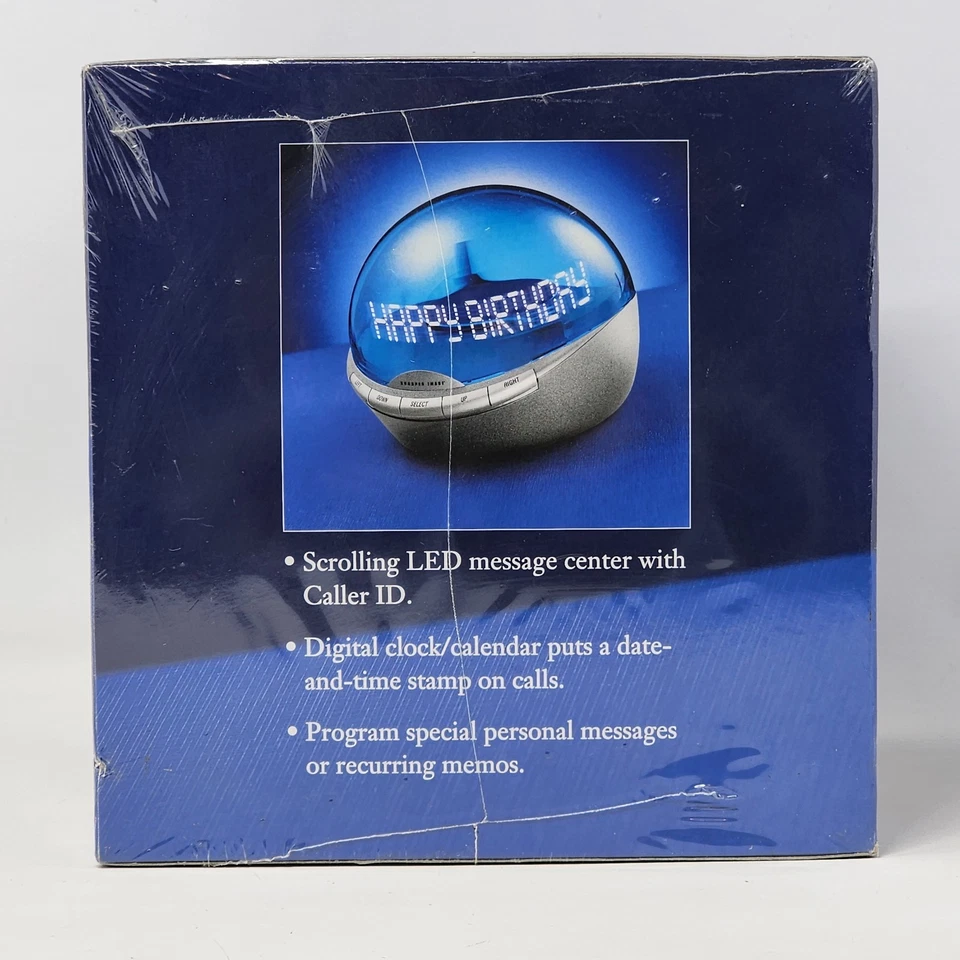 HAPPY BIRTHDAY
SHARPER IMAGE
LEFT DOWN SELECT UP RIGHT
• Scrolling LED message center with
Caller ID.
• Digital clock/calendar puts a date-
and-time stamp on calls.
• Program special personal messages
or recurring memos.